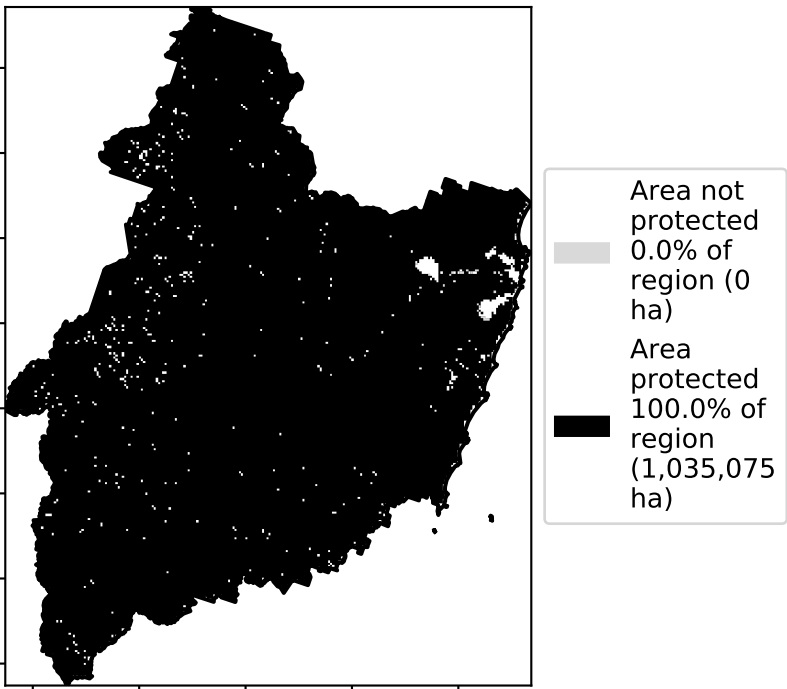 Area not
protected
0.0% of
region (0
ha)
Area
protected
100.0% of
region
(1,035,075
ha)